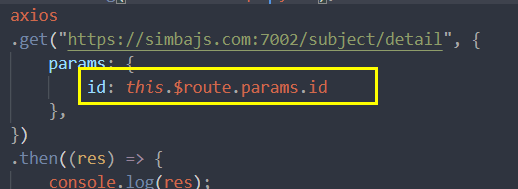 axios
.get("https://simbajs.com:7002/subject/detail", {
params: {
id: this.$route.params.id
},
})
.then((res) => {
console.log(res);